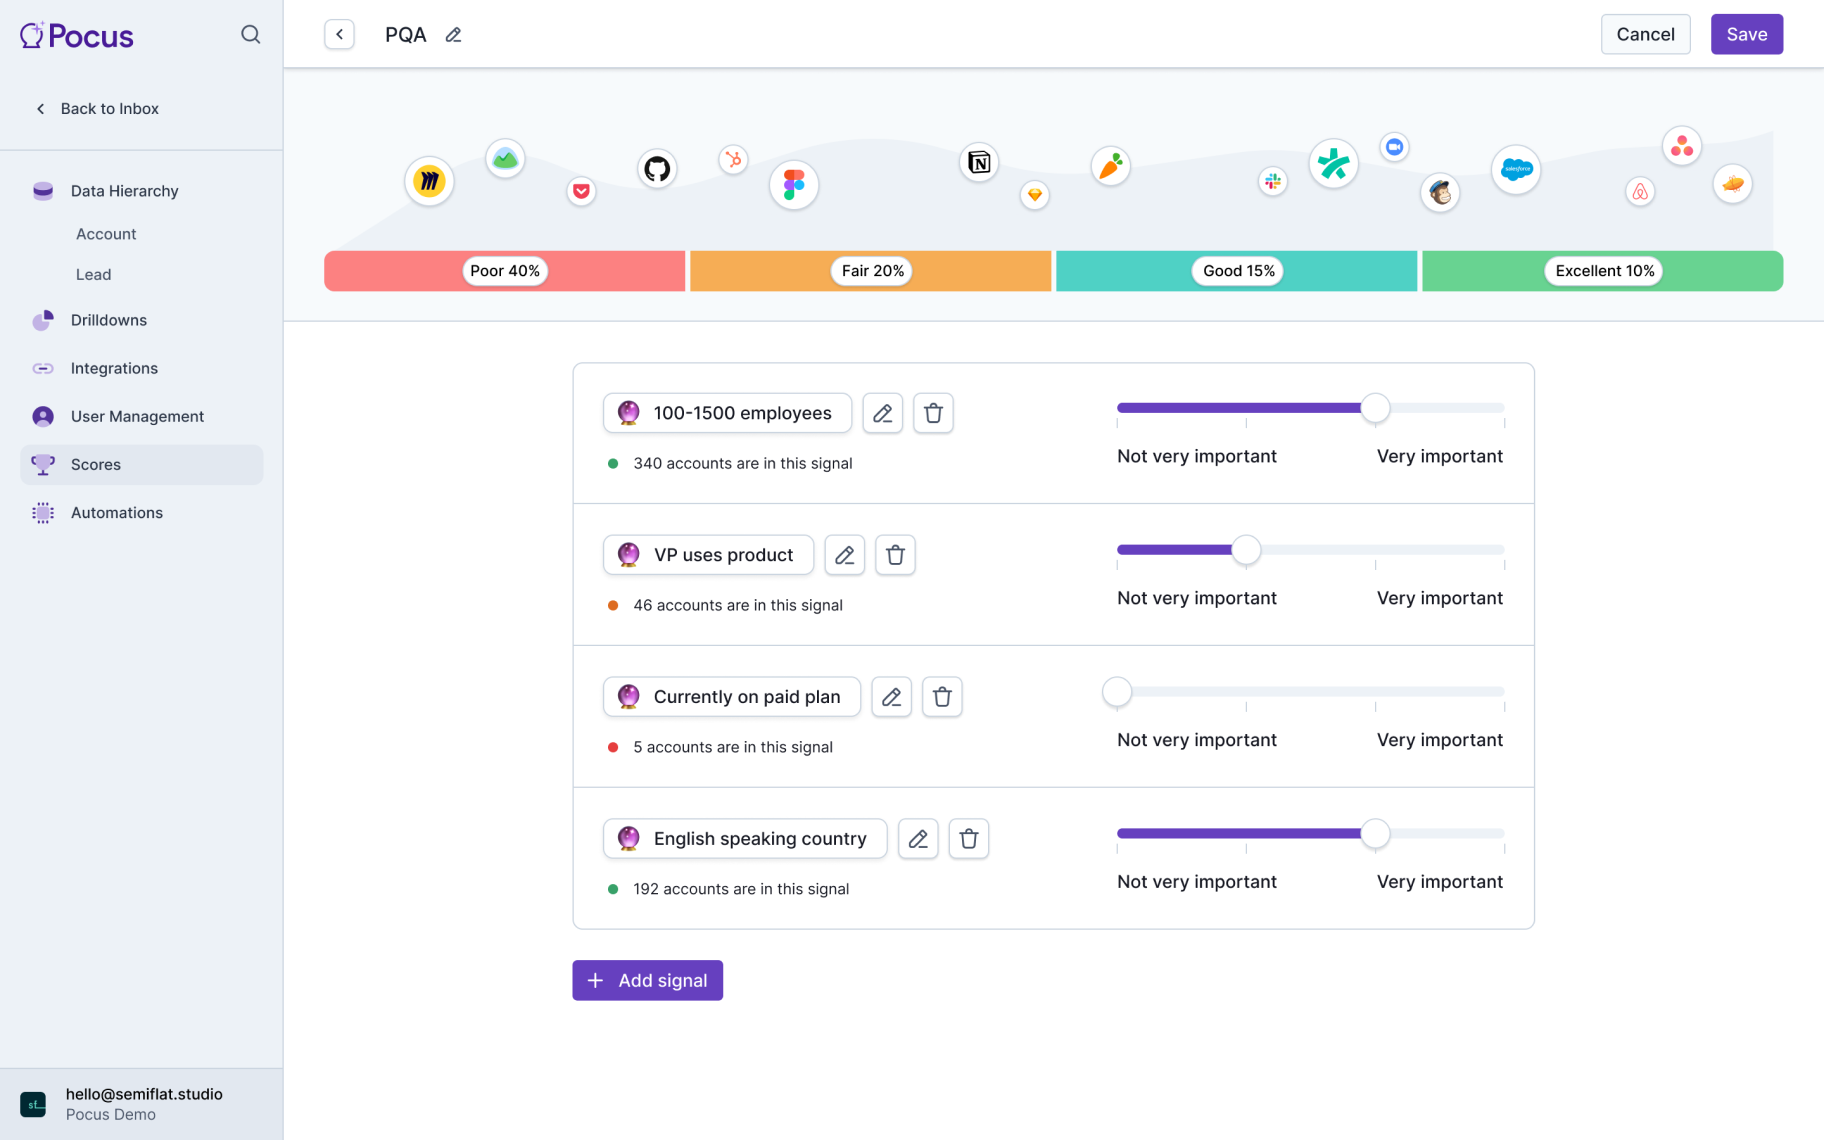 Pocus
Back to Inbox
Data Hierarchy
Account
Lead
Drilldowns
Integrations
User Management
Scores
Automations
hello@semiflat.studio
Pocus Demo
sf_
PQA
Cancel
Save
salesforce
Poor 40%
Fair 20%
Good 15%
Excellent 10%
100-1500 employees
340 accounts are in this signal
Not very important
Very important
VP uses product
46 accounts are in this signal
Not very important
Very important
Currently on paid plan
5 accounts are in this signal
Not very important
Very important
English speaking country
192 accounts are in this signal
Not very important
Very important
Add signal